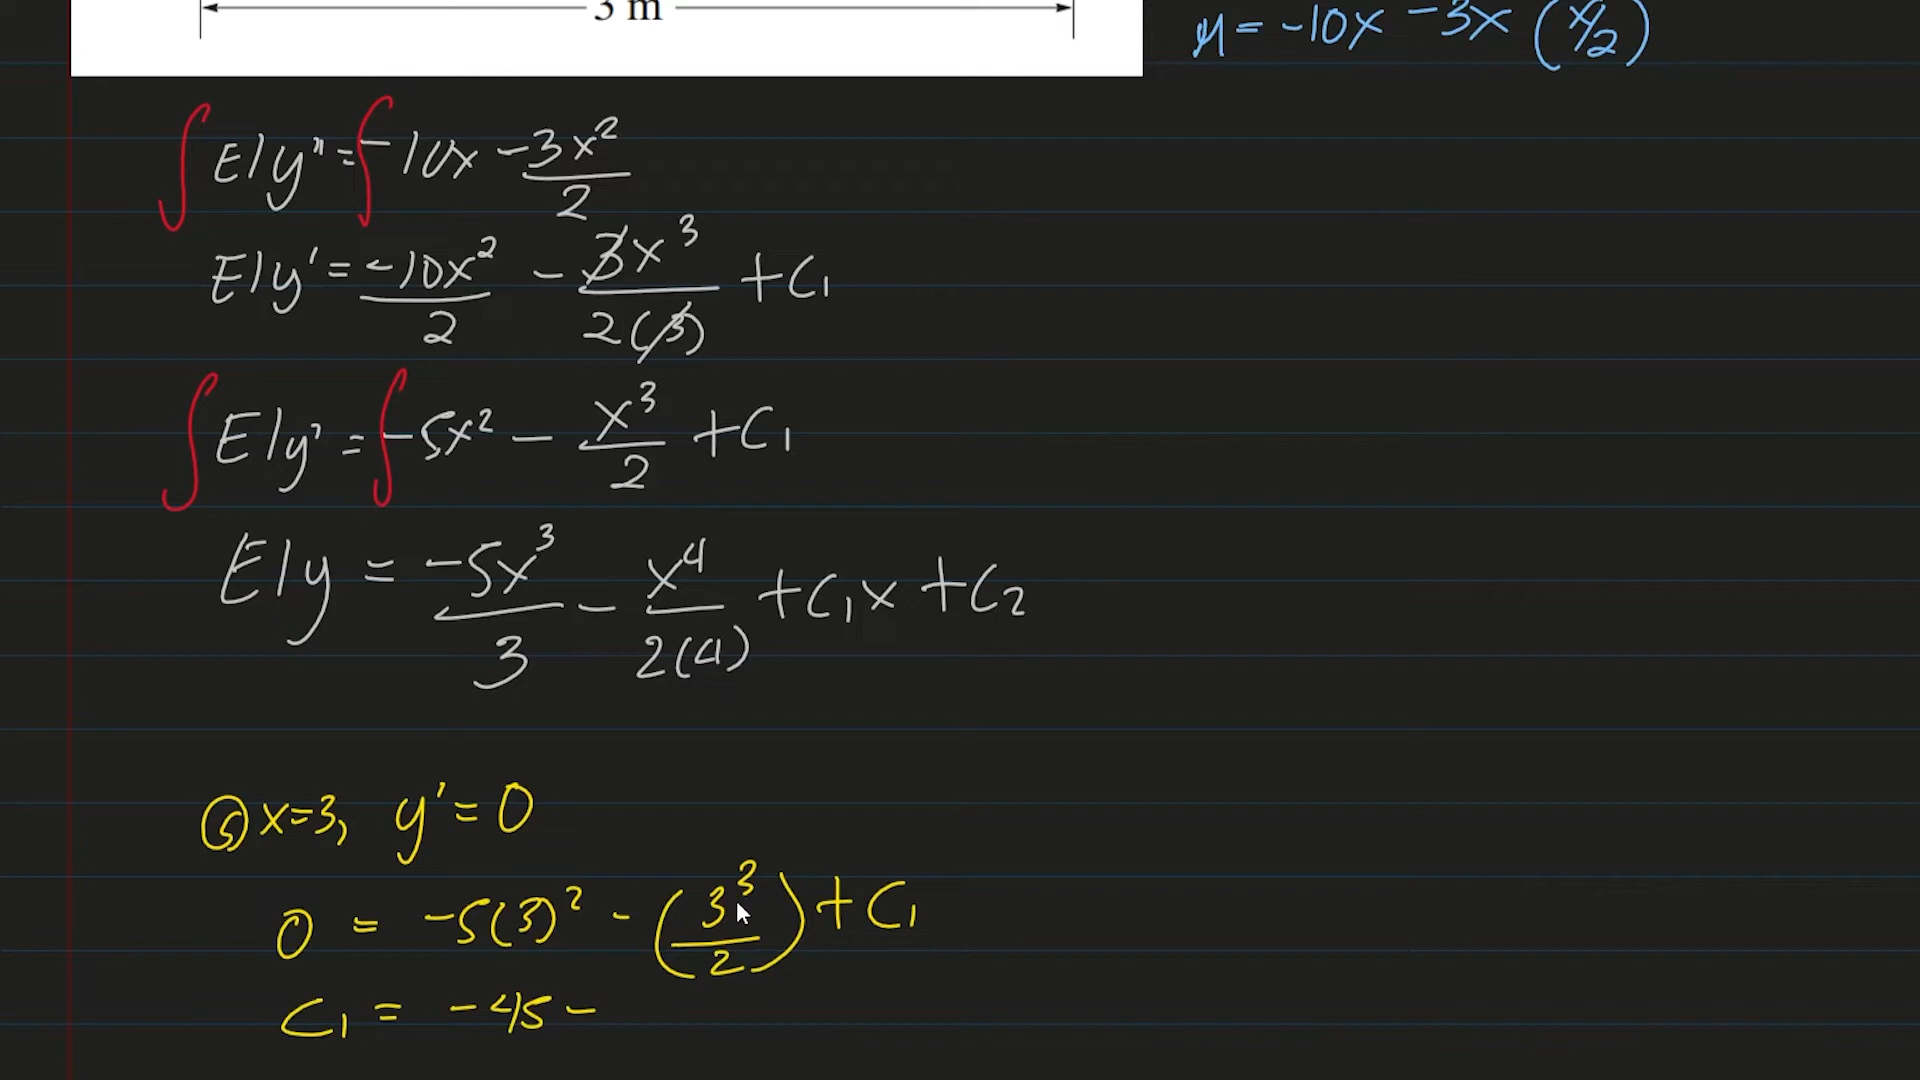 3 m
M = -10x - 3x (x/2)
∫ EIy" = ∫ -10x - 3x²/2
EIy' = -10x²/2 - 3x³/2(3) + C₁
∫ EIy' = ∫ -5x² - x³/2 + C₁
EIy = -5x³/3 - x⁴/2(4) + C₁x + C₂
@ x=3, y' = 0
0 = -5(3)² - (3³/2) + C₁
C₁ = -45 -